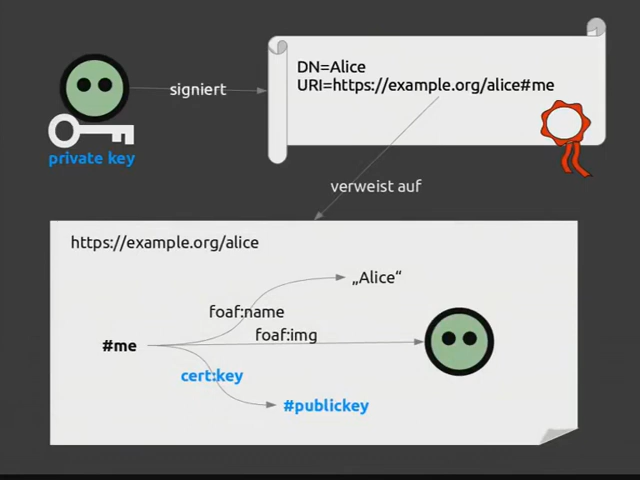 DN=Alice
URI=https://example.org/alice#me
signiert
private key
verweist auf
https://example.org/alice
„Alice“
foaf:name
foaf:img
#me
cert:key
#publickey